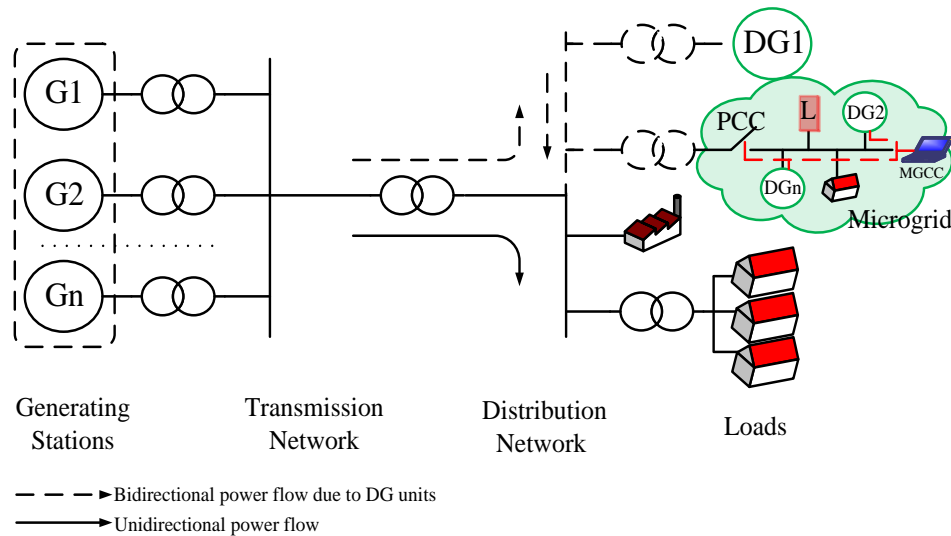 G1
G2
Gn
DG1
PCC
L
DG2
DGn
MGCC
Microgrid
Generating
Stations
Transmission
Network
Distribution
Network
Loads
Bidirectional power flow due to DG units
Unidirectional power flow